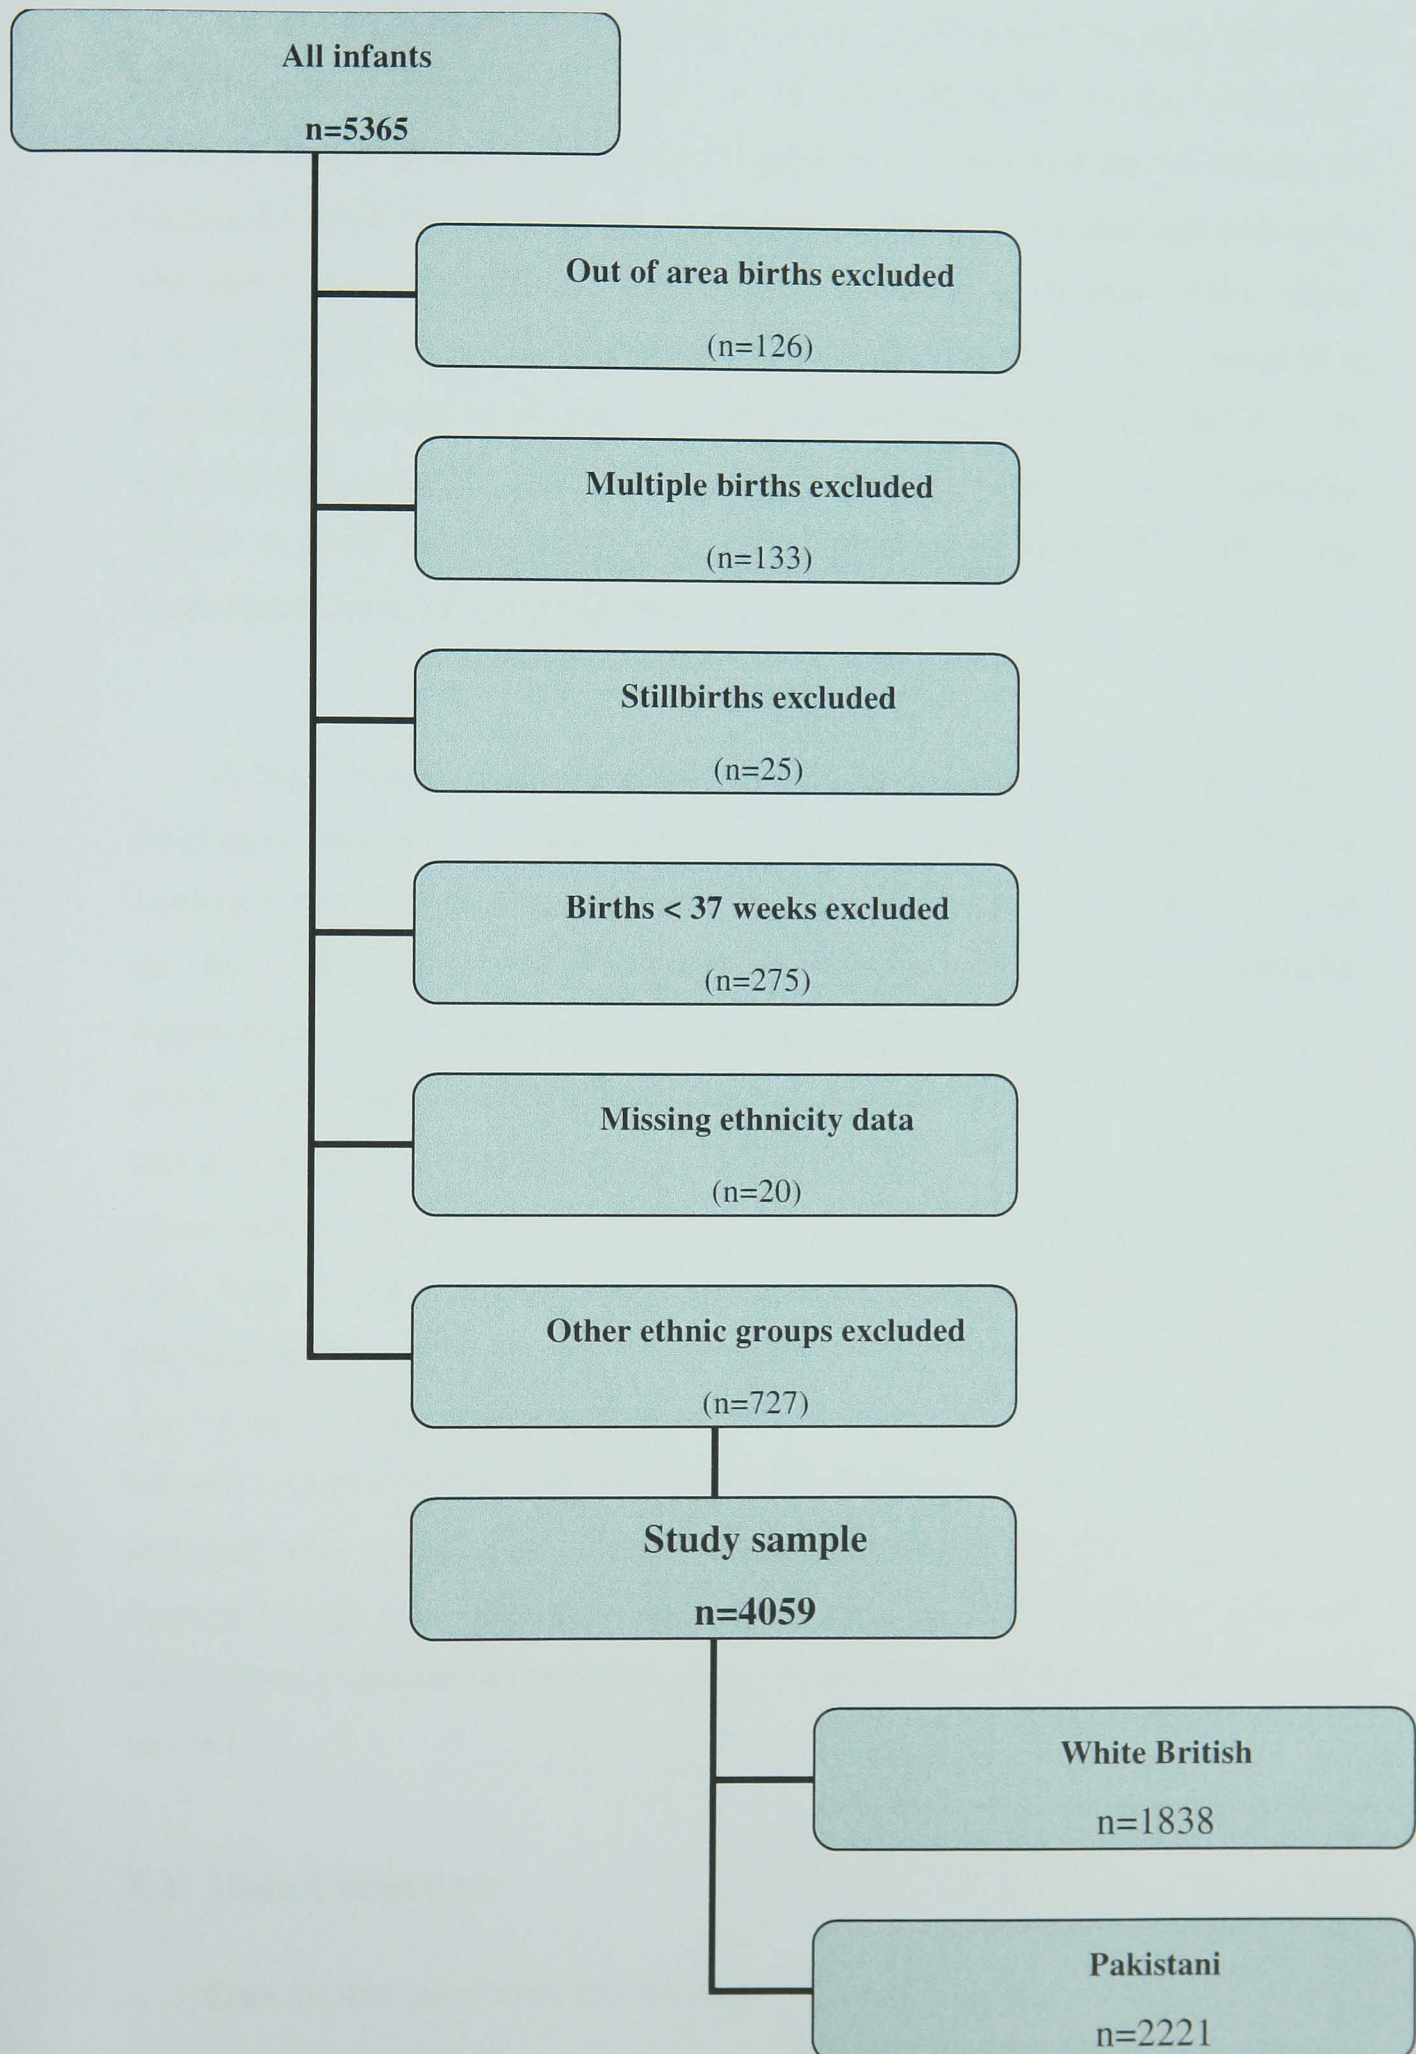 All infants
n=5365
Out of area births excluded
(n=126)
Multiple births excluded
(n=133)
Stillbirths excluded
(n=25)
Births < 37 weeks excluded
(n=275)
Missing ethnicity data
(n=20)
Other ethnic groups excluded
(n=727)
Study sample
n=4059
White British
n=1838
Pakistani
n=2221